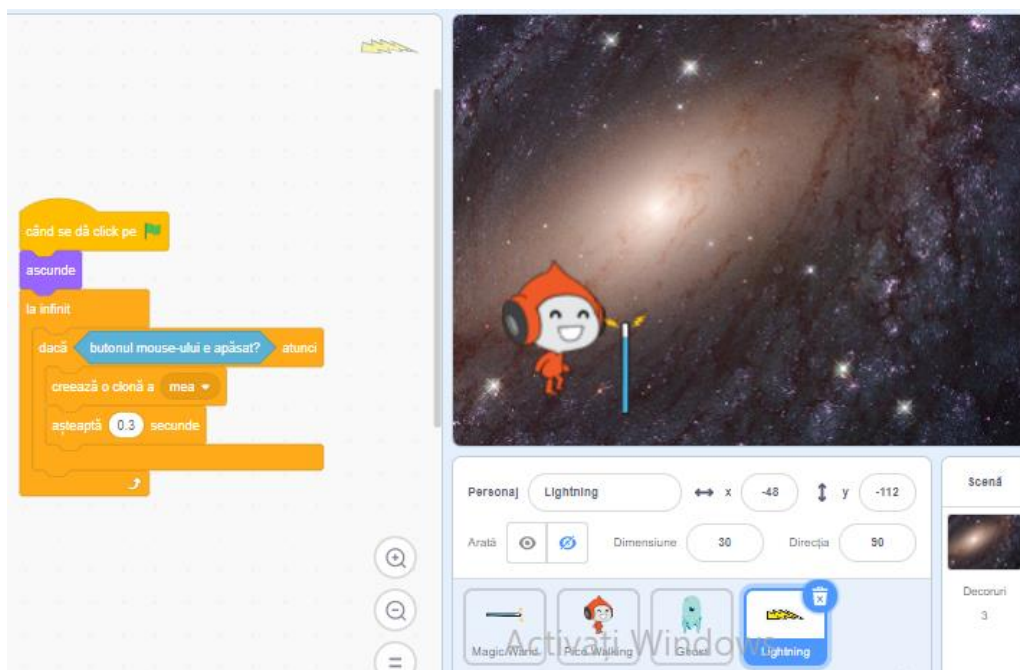 când se dă click pe
ascunde
la infinit
dacă butonul mouse-ului e apăsat? atunci
creează o clonă a mea
așteaptă 0.3 secunde
Personaj Lightning x -48 y -112
Arată Dimensiune 30 Direcția 90
Magic Wand Pico Walking Ghost Lightning
Scenă
Decoruri
3
Activați Windows